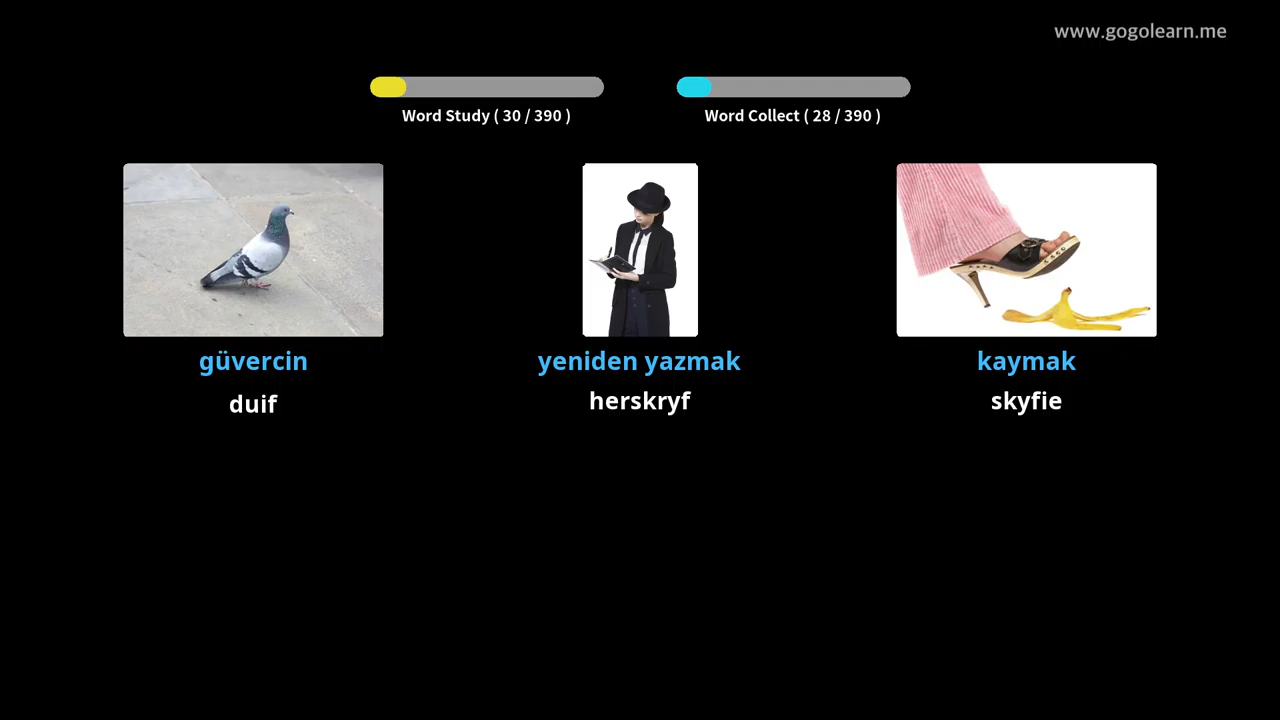 www.gogolearn.me
Word Study ( 30 / 390 )
Word Collect ( 28 / 390 )
güvercin
yeniden yazmak
kaymak
duif
herskryf
skyfie